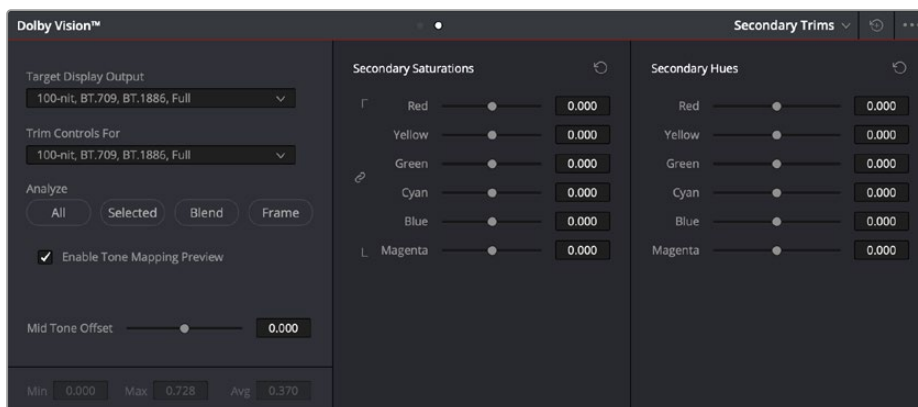 Dolby Vision™
Secondary Trims
Target Display Output
100-nit, BT.709, BT.1886, Full
Trim Controls For
100-nit, BT.709, BT.1886, Full
Analyze
All Selected Blend Frame
Enable Tone Mapping Preview
Mid Tone Offset 0.000
Min 0.000 Max 0.728 Avg 0.370
Secondary Saturations
Red 0.000
Yellow 0.000
Green 0.000
Cyan 0.000
Blue 0.000
Magenta 0.000
Secondary Hues
Red 0.000
Yellow 0.000
Green 0.000
Cyan 0.000
Blue 0.000
Magenta 0.000